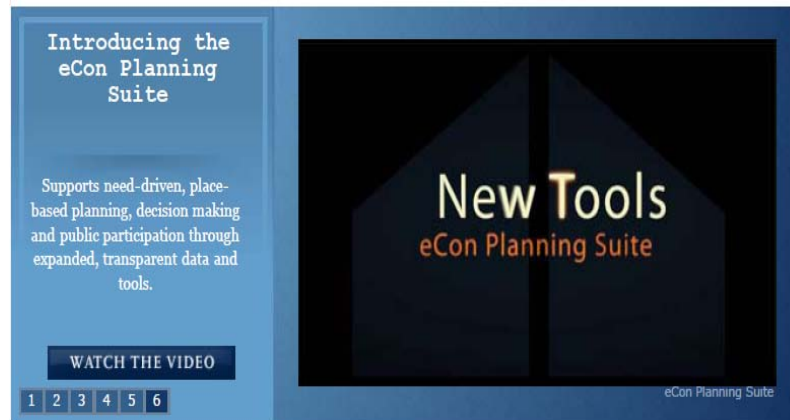 Introducing the
eCon Planning
Suite
Supports need-driven, place-
based planning, decision making
and public participation through
expanded, transparent data and
tools.
WATCH THE VIDEO
1 2 3 4 5 6
New Tools
eCon Planning Suite
eCon Planning Suite